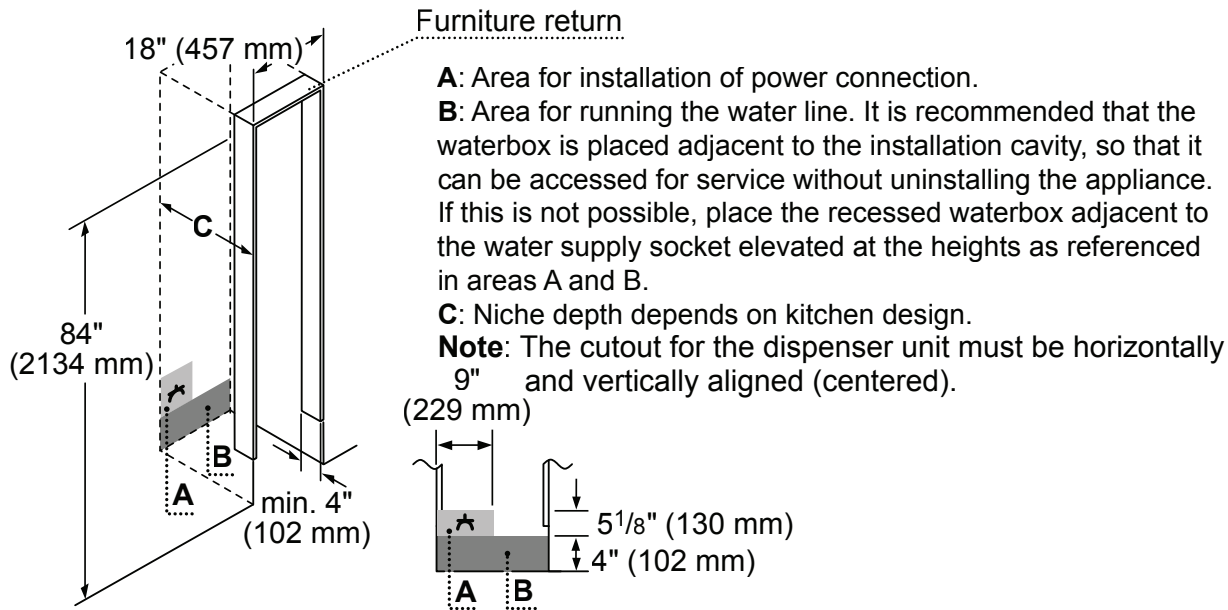 Furniture return
18" (457 mm)
A: Area for installation of power connection.
B: Area for running the water line. It is recommended that the
waterbox is placed adjacent to the installation cavity, so that it
can be accessed for service without uninstalling the appliance.
If this is not possible, place the recessed waterbox adjacent to
the water supply socket elevated at the heights as referenced
in areas A and B.
C: Niche depth depends on kitchen design.
Note: The cutout for the dispenser unit must be horizontally
and vertically aligned (centered).
C
84"
(2134 mm)
A
B
min. 4"
(102 mm)
9"
(229 mm)
5 1/8" (130 mm)
4" (102 mm)
A
B